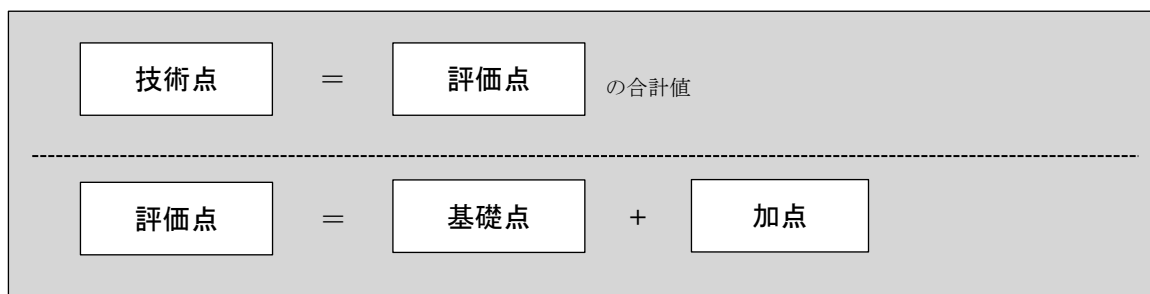 技術点 = 評価点 の合計値
評価点 = 基礎点 + 加点